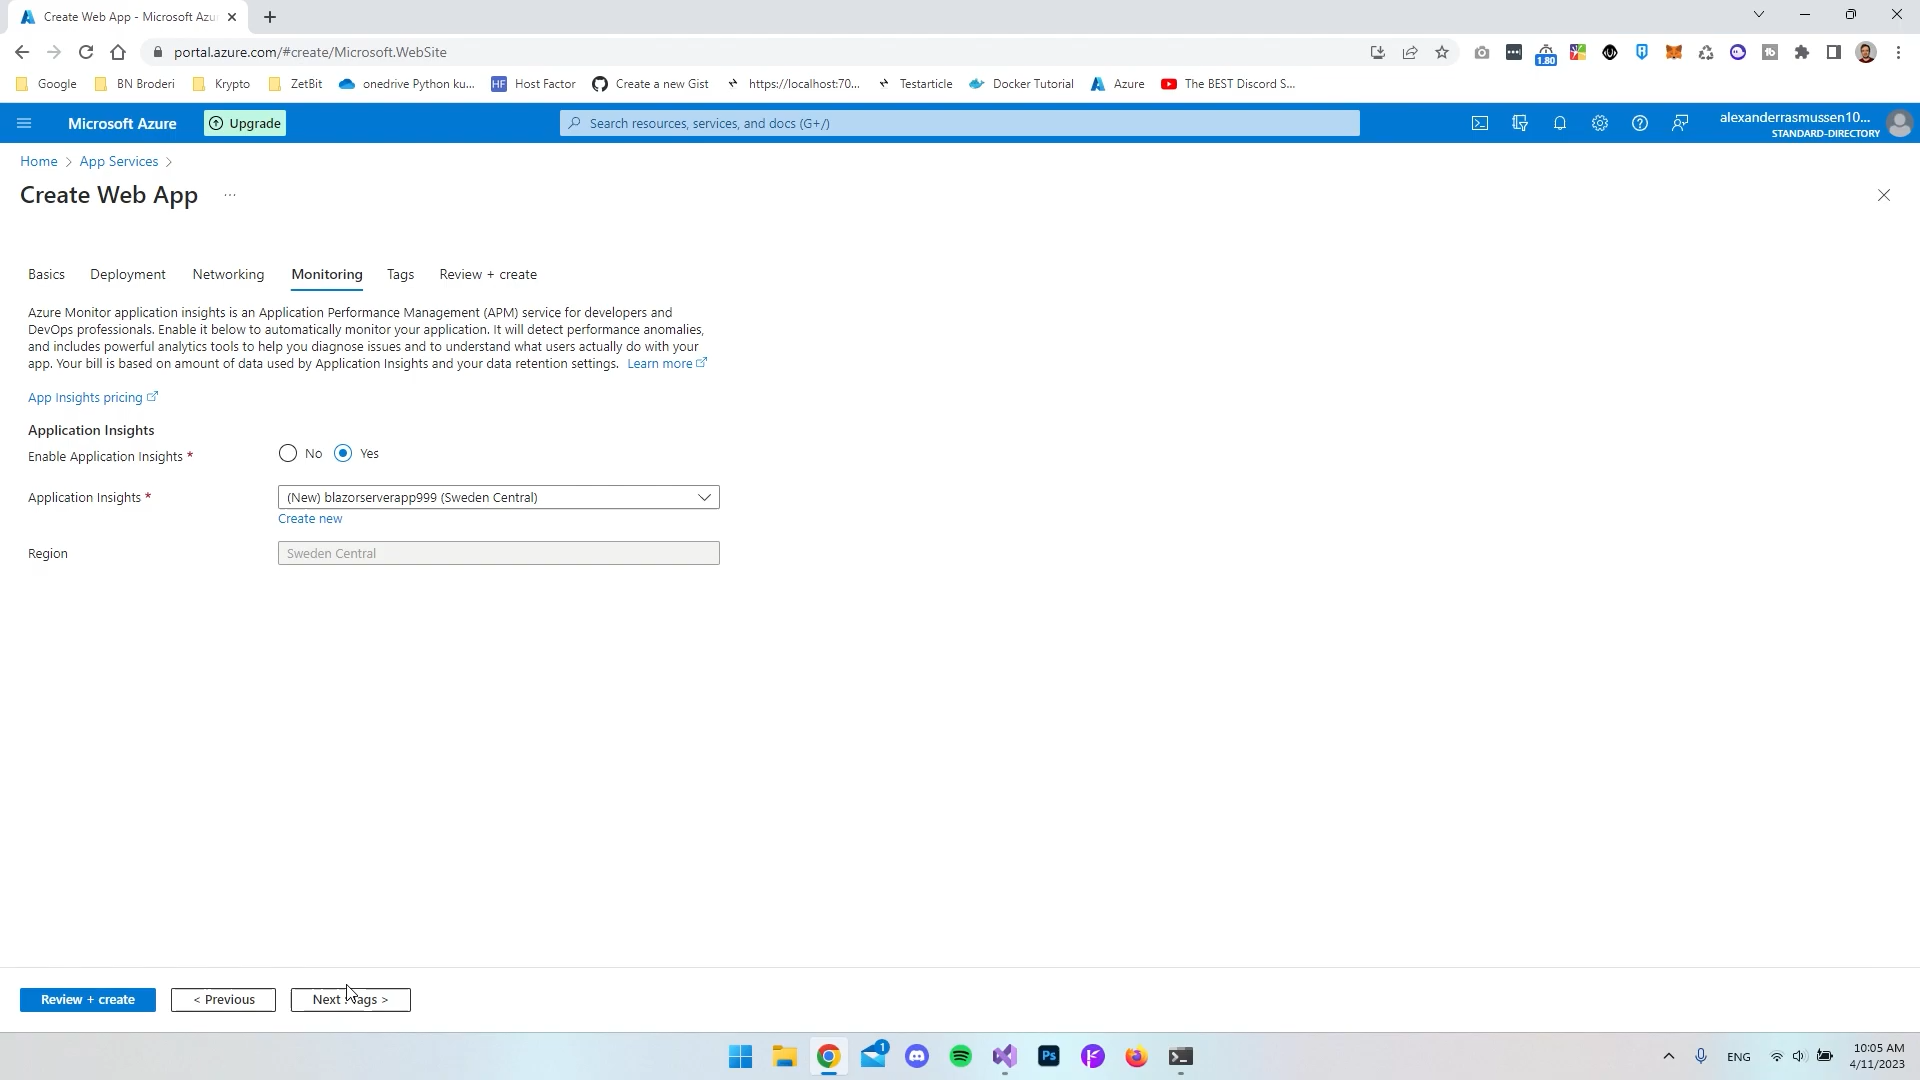 Create Web App - Microsoft Azu
portal.azure.com/#create/Microsoft.WebSite
1.80
Google
BN Broderi
Krypto
ZetBit
onedrive Python ku...
HF
Host Factor
Create a new Gist
https://localhost:70...
Testarticle
Docker Tutorial
Azure
The BEST Discord S...
Microsoft Azure
Upgrade
Search resources, services, and docs (G+/)
alexanderrasmussen10...
STANDARD-DIRECTORY
Home > App Services >
Create Web App
...
Basics
Deployment
Networking
Monitoring
Tags
Review + create
Azure Monitor application insights is an Application Performance Management (APM) service for developers and
DevOps professionals. Enable it below to automatically monitor your application. It will detect performance anomalies,
and includes powerful analytics tools to help you diagnose issues and to understand what users actually do with your
app. Your bill is based on amount of data used by Application Insights and your data retention settings. Learn more
App Insights pricing
Application Insights
Enable Application Insights *
No
Yes
Application Insights *
(New) blazorserverapp999 (Sweden Central)
Create new
Region
Sweden Central
Review + create
< Previous
Next : Tags >
1
Ps
ENG
10:05 AM
4/11/2023